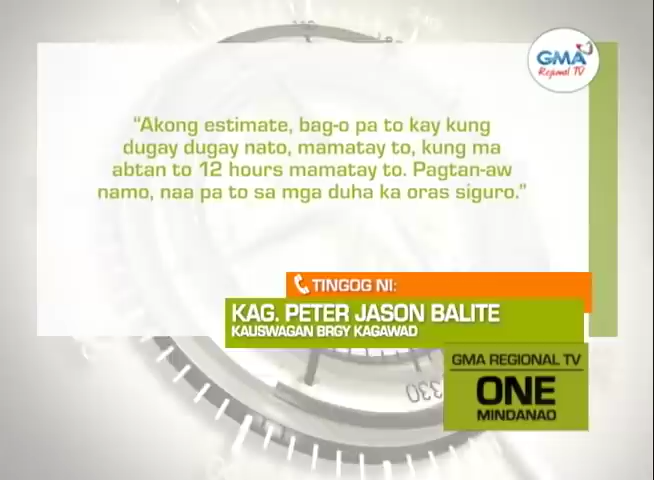 GMA
Regional TV
“Akong estimate, bag-o pa to kay kung
dugay dugay nato, mamatay to, kung ma
abtan to 12 hours mamatay to. Pagtan-aw
namo, naa pa to sa mga duha ka oras siguro.”
TINGOG NI:
KAG. PETER JASON BALITE
KAUSWAGAN BRGY KAGAWAD
GMA REGIONAL TV
ONE
MINDANAO
330